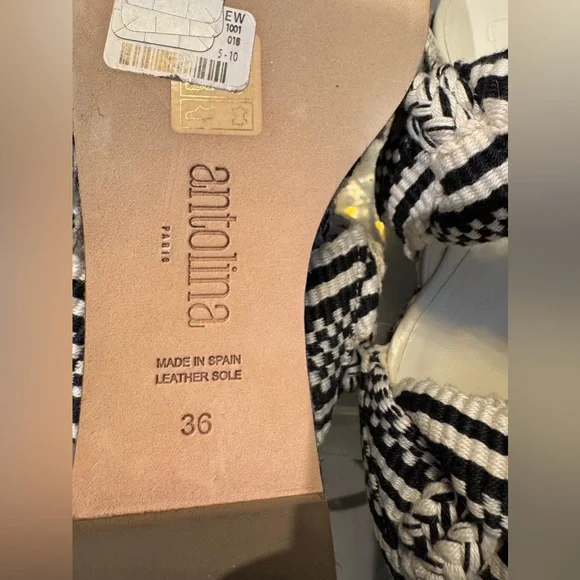 EW
1001
018
5-10
antolina
PARIS
MADE IN SPAIN
LEATHER SOLE
36